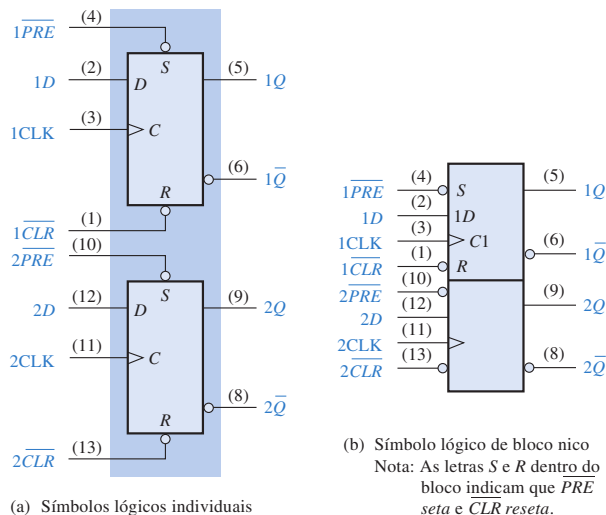 (4)
1PRE
S
(2)
(5)
1D
D
1Q
(3)
1CLK
C
(6)
1Q̅
R
(1)
1CLR
(10)
2PRE
S
(12)
(9)
2D
D
2Q
(11)
2CLK
C
(8)
2Q̅
R
(13)
2CLR
(a) Símbolos lógicos individuais
(4)
(5)
1PRE
S
1Q
(2)
1D
1D
(3)
1CLK
C1
(6)
(1)
1Q̅
1CLR
R
(10)
2PRE
(9)
(12)
2Q
2D
(11)
2CLK
(8)
(13)
2Q̅
2CLR
(b) Símbolo lógico de bloco nico
Nota: As letras S e R dentro do
bloco indicam que PRE
seta e CLR reseta.